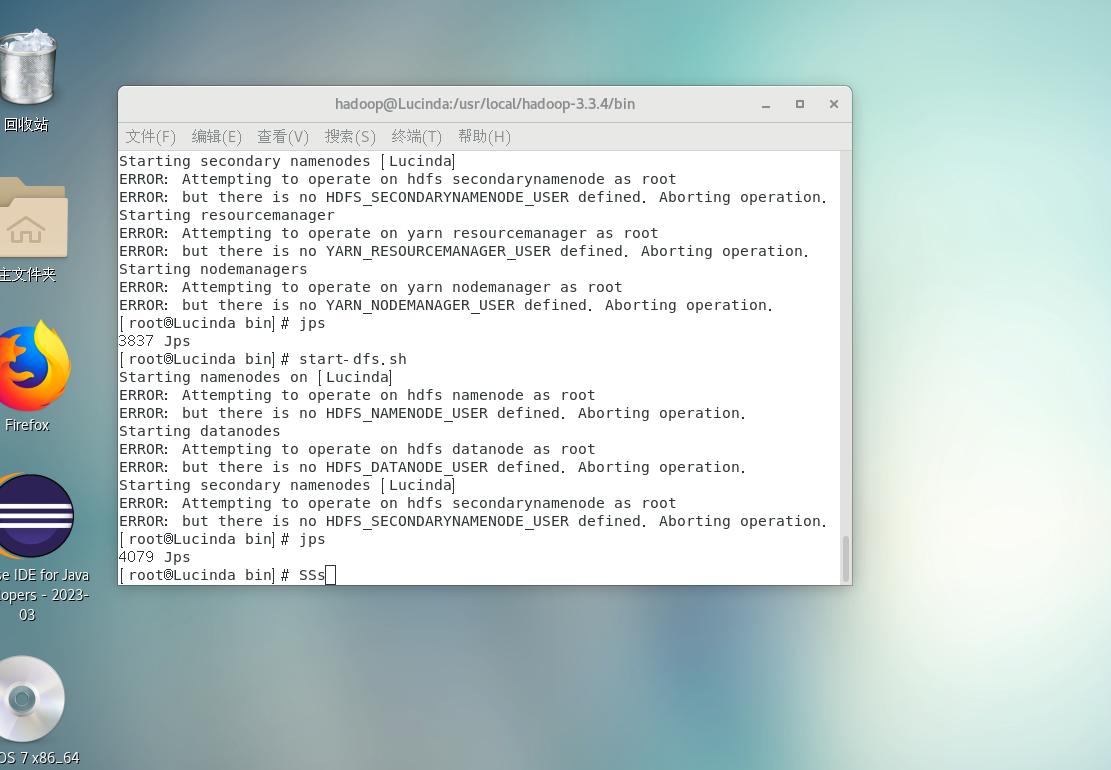 回收站
主文件夹
Firefox
se IDE for Java
opers - 2023-
03
OS 7 x86_64
hadoop@Lucinda:/usr/local/hadoop-3.3.4/bin
文件(F) 编辑(E) 查看(V) 搜索(S) 终端(T) 帮助(H)
Starting secondary namenodes [Lucinda]
ERROR: Attempting to operate on hdfs secondarynamenode as root
ERROR: but there is no HDFS_SECONDARYNAMENODE_USER defined. Aborting operation.
Starting resourcemanager
ERROR: Attempting to operate on yarn resourcemanager as root
ERROR: but there is no YARN_RESOURCEMANAGER_USER defined. Aborting operation.
Starting nodemanagers
ERROR: Attempting to operate on yarn nodemanager as root
ERROR: but there is no YARN_NODEMANAGER_USER defined. Aborting operation.
[root@Lucinda bin]# jps
3837 Jps
[root@Lucinda bin]# start-dfs.sh
Starting namenodes on [Lucinda]
ERROR: Attempting to operate on hdfs namenode as root
ERROR: but there is no HDFS_NAMENODE_USER defined. Aborting operation.
Starting datanodes
ERROR: Attempting to operate on hdfs datanode as root
ERROR: but there is no HDFS_DATANODE_USER defined. Aborting operation.
Starting secondary namenodes [Lucinda]
ERROR: Attempting to operate on hdfs secondarynamenode as root
ERROR: but there is no HDFS_SECONDARYNAMENODE_USER defined. Aborting operation.
[root@Lucinda bin]# jps
4079 Jps
[root@Lucinda bin]# SSs